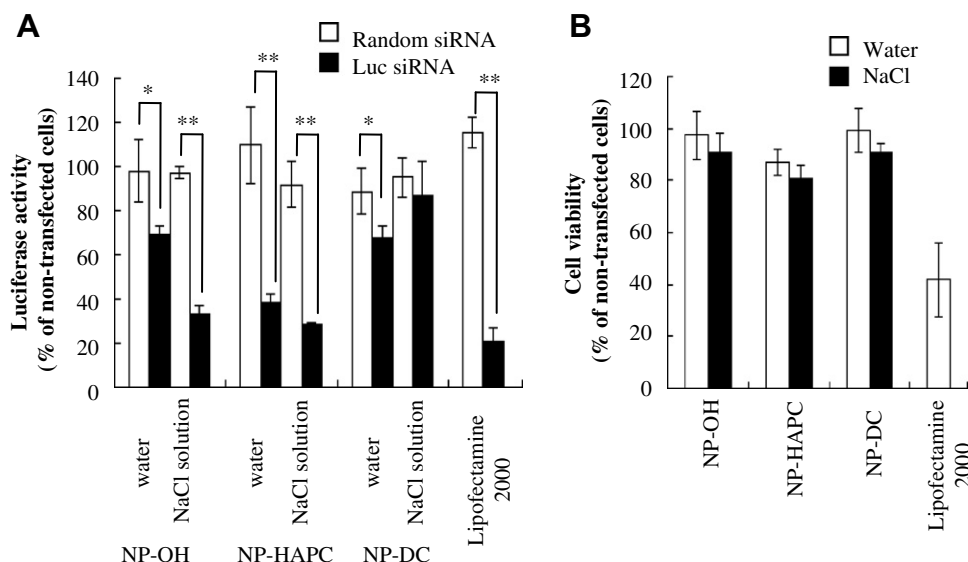 A
Random siRNA
Luc siRNA
Luciferase activity
(% of non-transfected cells)
140
120
100
80
60
40
20
0
*
**
**
**
*
**
water
NaCl solution
water
NaCl solution
water
NaCl solution
Lipofectamine
2000
NP-OH
NP-HAPC
NP-DC
B
Water
NaCl
Cell viability
(% of non-transfected cells)
120
100
80
60
40
20
0
NP-OH
NP-HAPC
NP-DC
Lipofectamine
2000